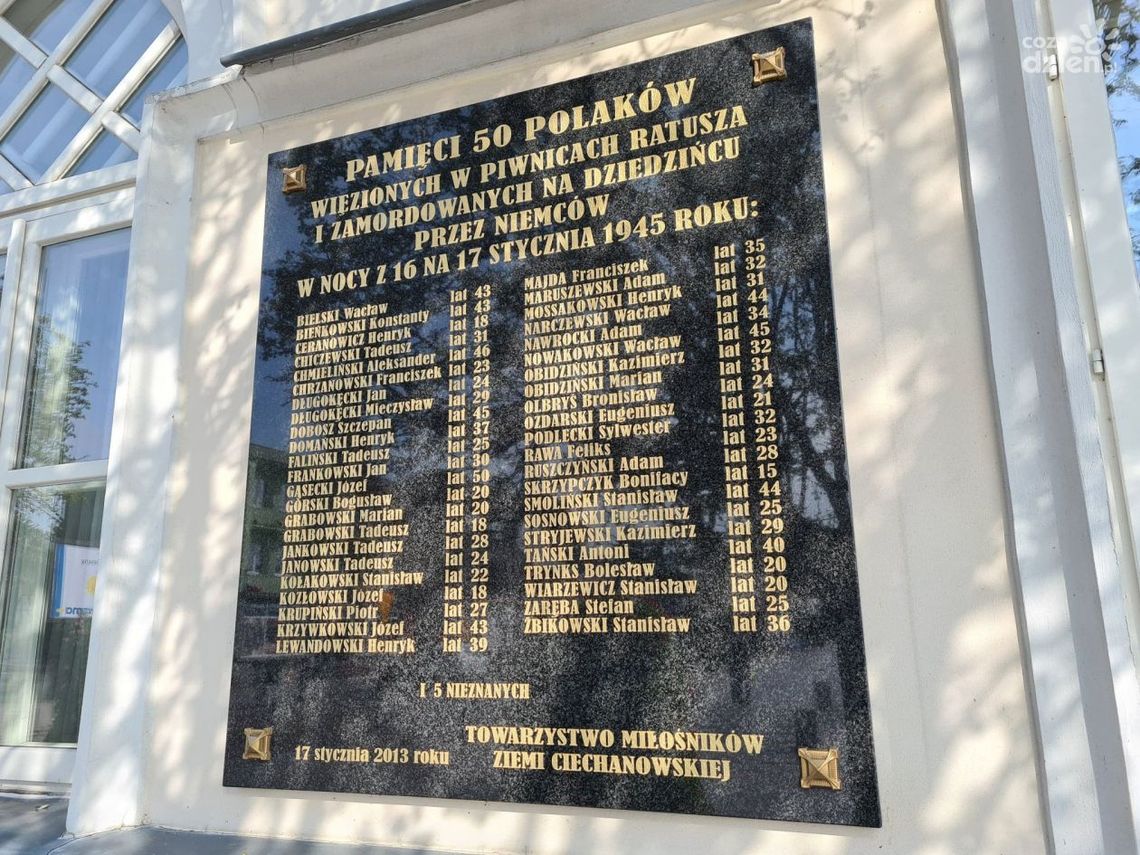 PAMIĘCI 50 POLAKÓW
WIĘZIONYCH W PIWNICACH RATUSZA
I ZAMORDOWANYCH NA DZIEDZIŃCU
PRZEZ NIEMCÓW
W NOCY Z 16 NA 17 STYCZNIA 1945 ROKU:
BIELSKI Wacław lat 43
BIEŃKOWSKI Konstanty lat 43
CERANOWICZ Henryk lat 18
CHICZEWSKI Tadeusz lat 31
CHMIELIŃSKI Aleksander lat 46
CHRZANOWSKI Franciszek lat 23
DŁUGOKĘCKI Jan lat 24
DŁUGOKĘCKI Mieczysław lat 29
DOBOSZ Szczepan lat 45
DOMAŃSKI Henryk lat 37
FALIŃSKI Tadeusz lat 25
FRANKOWSKI Jan lat 30
GĄSECKI Józef lat 50
GÓRSKI Bogusław lat 20
GRABOWSKI Marian lat 20
GRABOWSKI Tadeusz lat 18
JANKOWSKI Tadeusz lat 28
JANOWSKI Tadeusz lat 24
KOŁAKOWSKI Stanisław lat 22
KOZŁOWSKI Józef lat 18
KRUPIŃSKI Piotr lat 27
KRZYWKOWSKI Józef lat 43
LEWANDOWSKI Henryk lat 39
MAJDA Franciszek lat 35
MARUSZEWSKI Adam lat 32
MOSSAKOWSKI Henryk lat 31
NARCZEWSKI Wacław lat 44
NAWROCKI Adam lat 34
NOWAKOWSKI Wacław lat 45
OBIDZIŃSKI Kazimierz lat 32
OBIDZIŃSKI Marian lat 31
OLBRYŚ Bronisław lat 24
OZDARSKI Eugeniusz lat 21
PODLECKI Sylwester lat 32
RAWA Feliks lat 23
RUSZCZYŃSKI Adam lat 28
SKRZYPCZYK Bonifacy lat 15
SMOLIŃSKI Stanisław lat 44
SOSNOWSKI Eugeniusz lat 25
STRYJEWSKI Kazimierz lat 29
TAŃSKI Antoni lat 40
TRYNKS Bolesław lat 20
WIARZEWICZ Stanisław lat 20
ZARĘBA Stefan lat 25
ŻBIKOWSKI Stanisław lat 36
I 5 NIEZNANYCH
17 stycznia 2013 roku
TOWARZYSTWO MIŁOŚNIKÓW
ZIEMI CIECHANOWSKIEJ